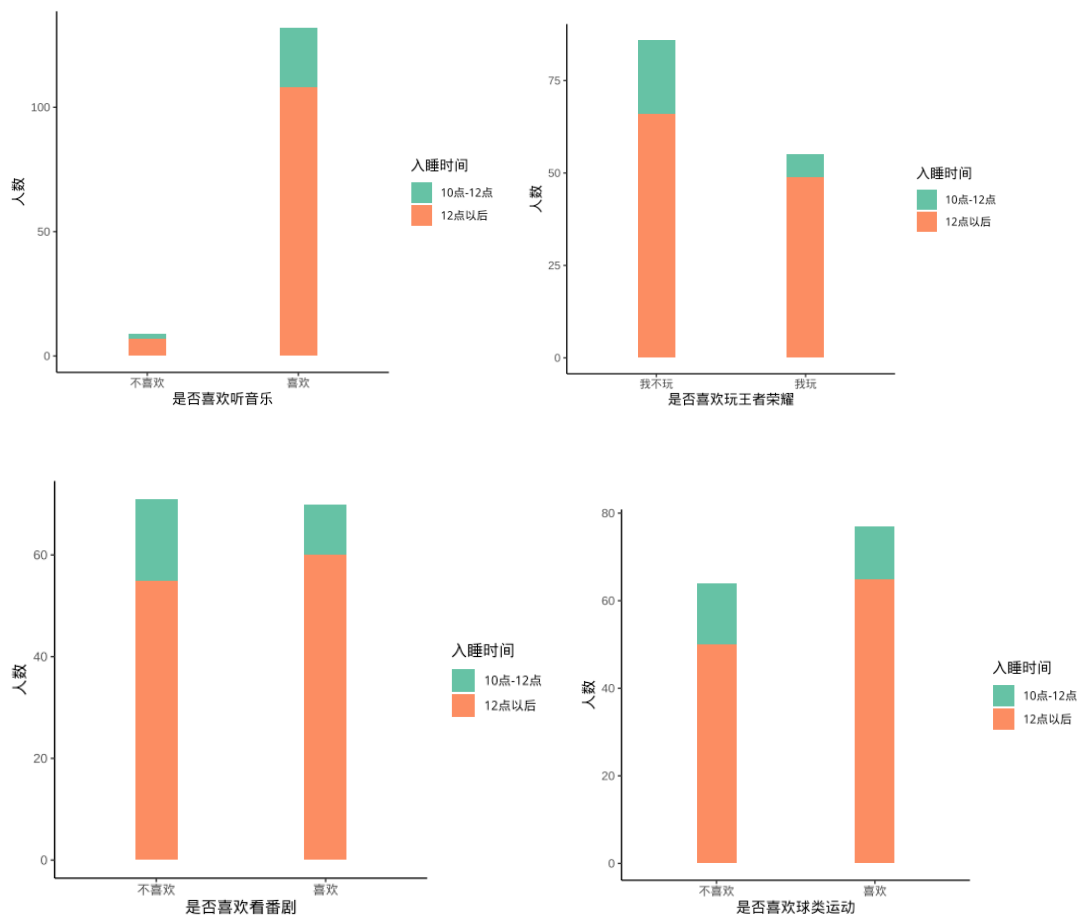 人数
100
50
0
不喜欢
喜欢
是否喜欢听音乐
入睡时间
10点-12点
12点以后
人数
75
50
25
0
我不玩
我玩
是否喜欢玩王者荣耀
入睡时间
10点-12点
12点以后
人数
60
40
20
0
不喜欢
喜欢
是否喜欢看番剧
入睡时间
10点-12点
12点以后
人数
80
60
40
20
0
不喜欢
喜欢
是否喜欢球类运动
入睡时间
10点-12点
12点以后